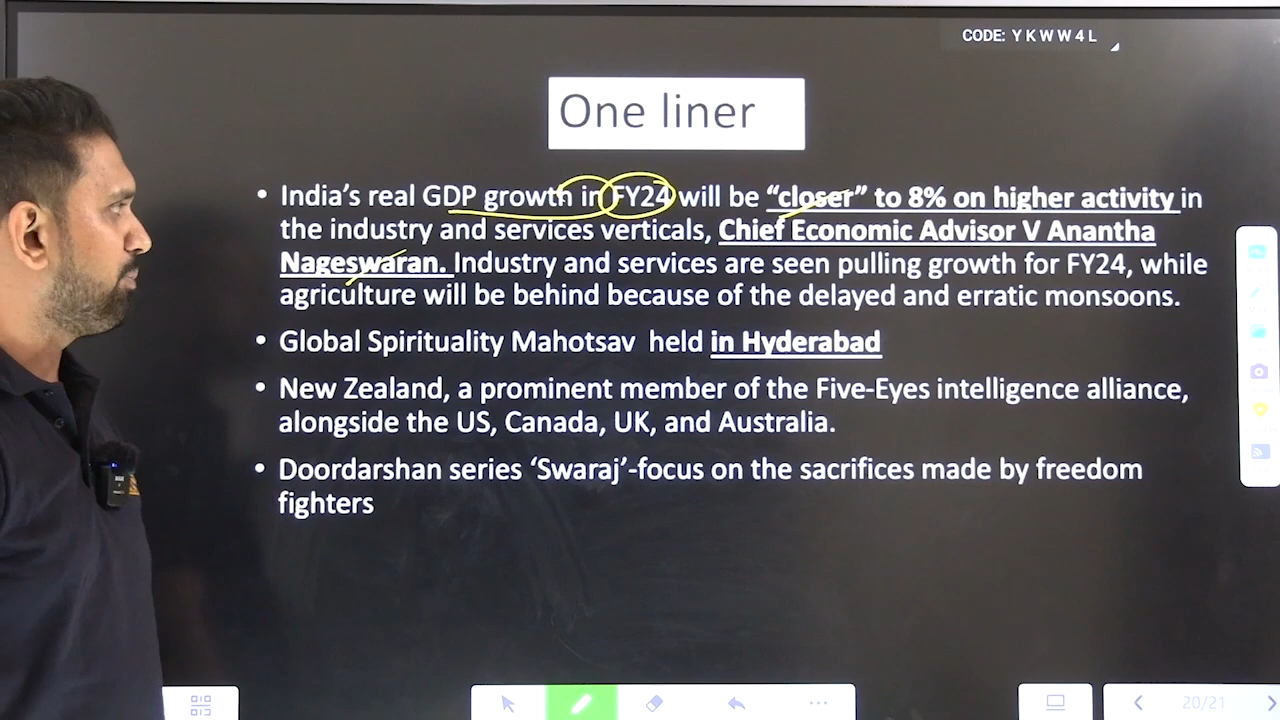 CODE: Y K W W 4 L
One liner
• India’s real GDP growth in FY24 will be “closer” to 8% on higher activity in
the industry and services verticals, Chief Economic Advisor V Anantha
Nageswaran. Industry and services are seen pulling growth for FY24, while
agriculture will be behind because of the delayed and erratic monsoons.
• Global Spirituality Mahotsav held in Hyderabad
• New Zealand, a prominent member of the Five-Eyes intelligence alliance,
alongside the US, Canada, UK, and Australia.
• Doordarshan series ‘Swaraj’-focus on the sacrifices made by freedom
fighters
20/21